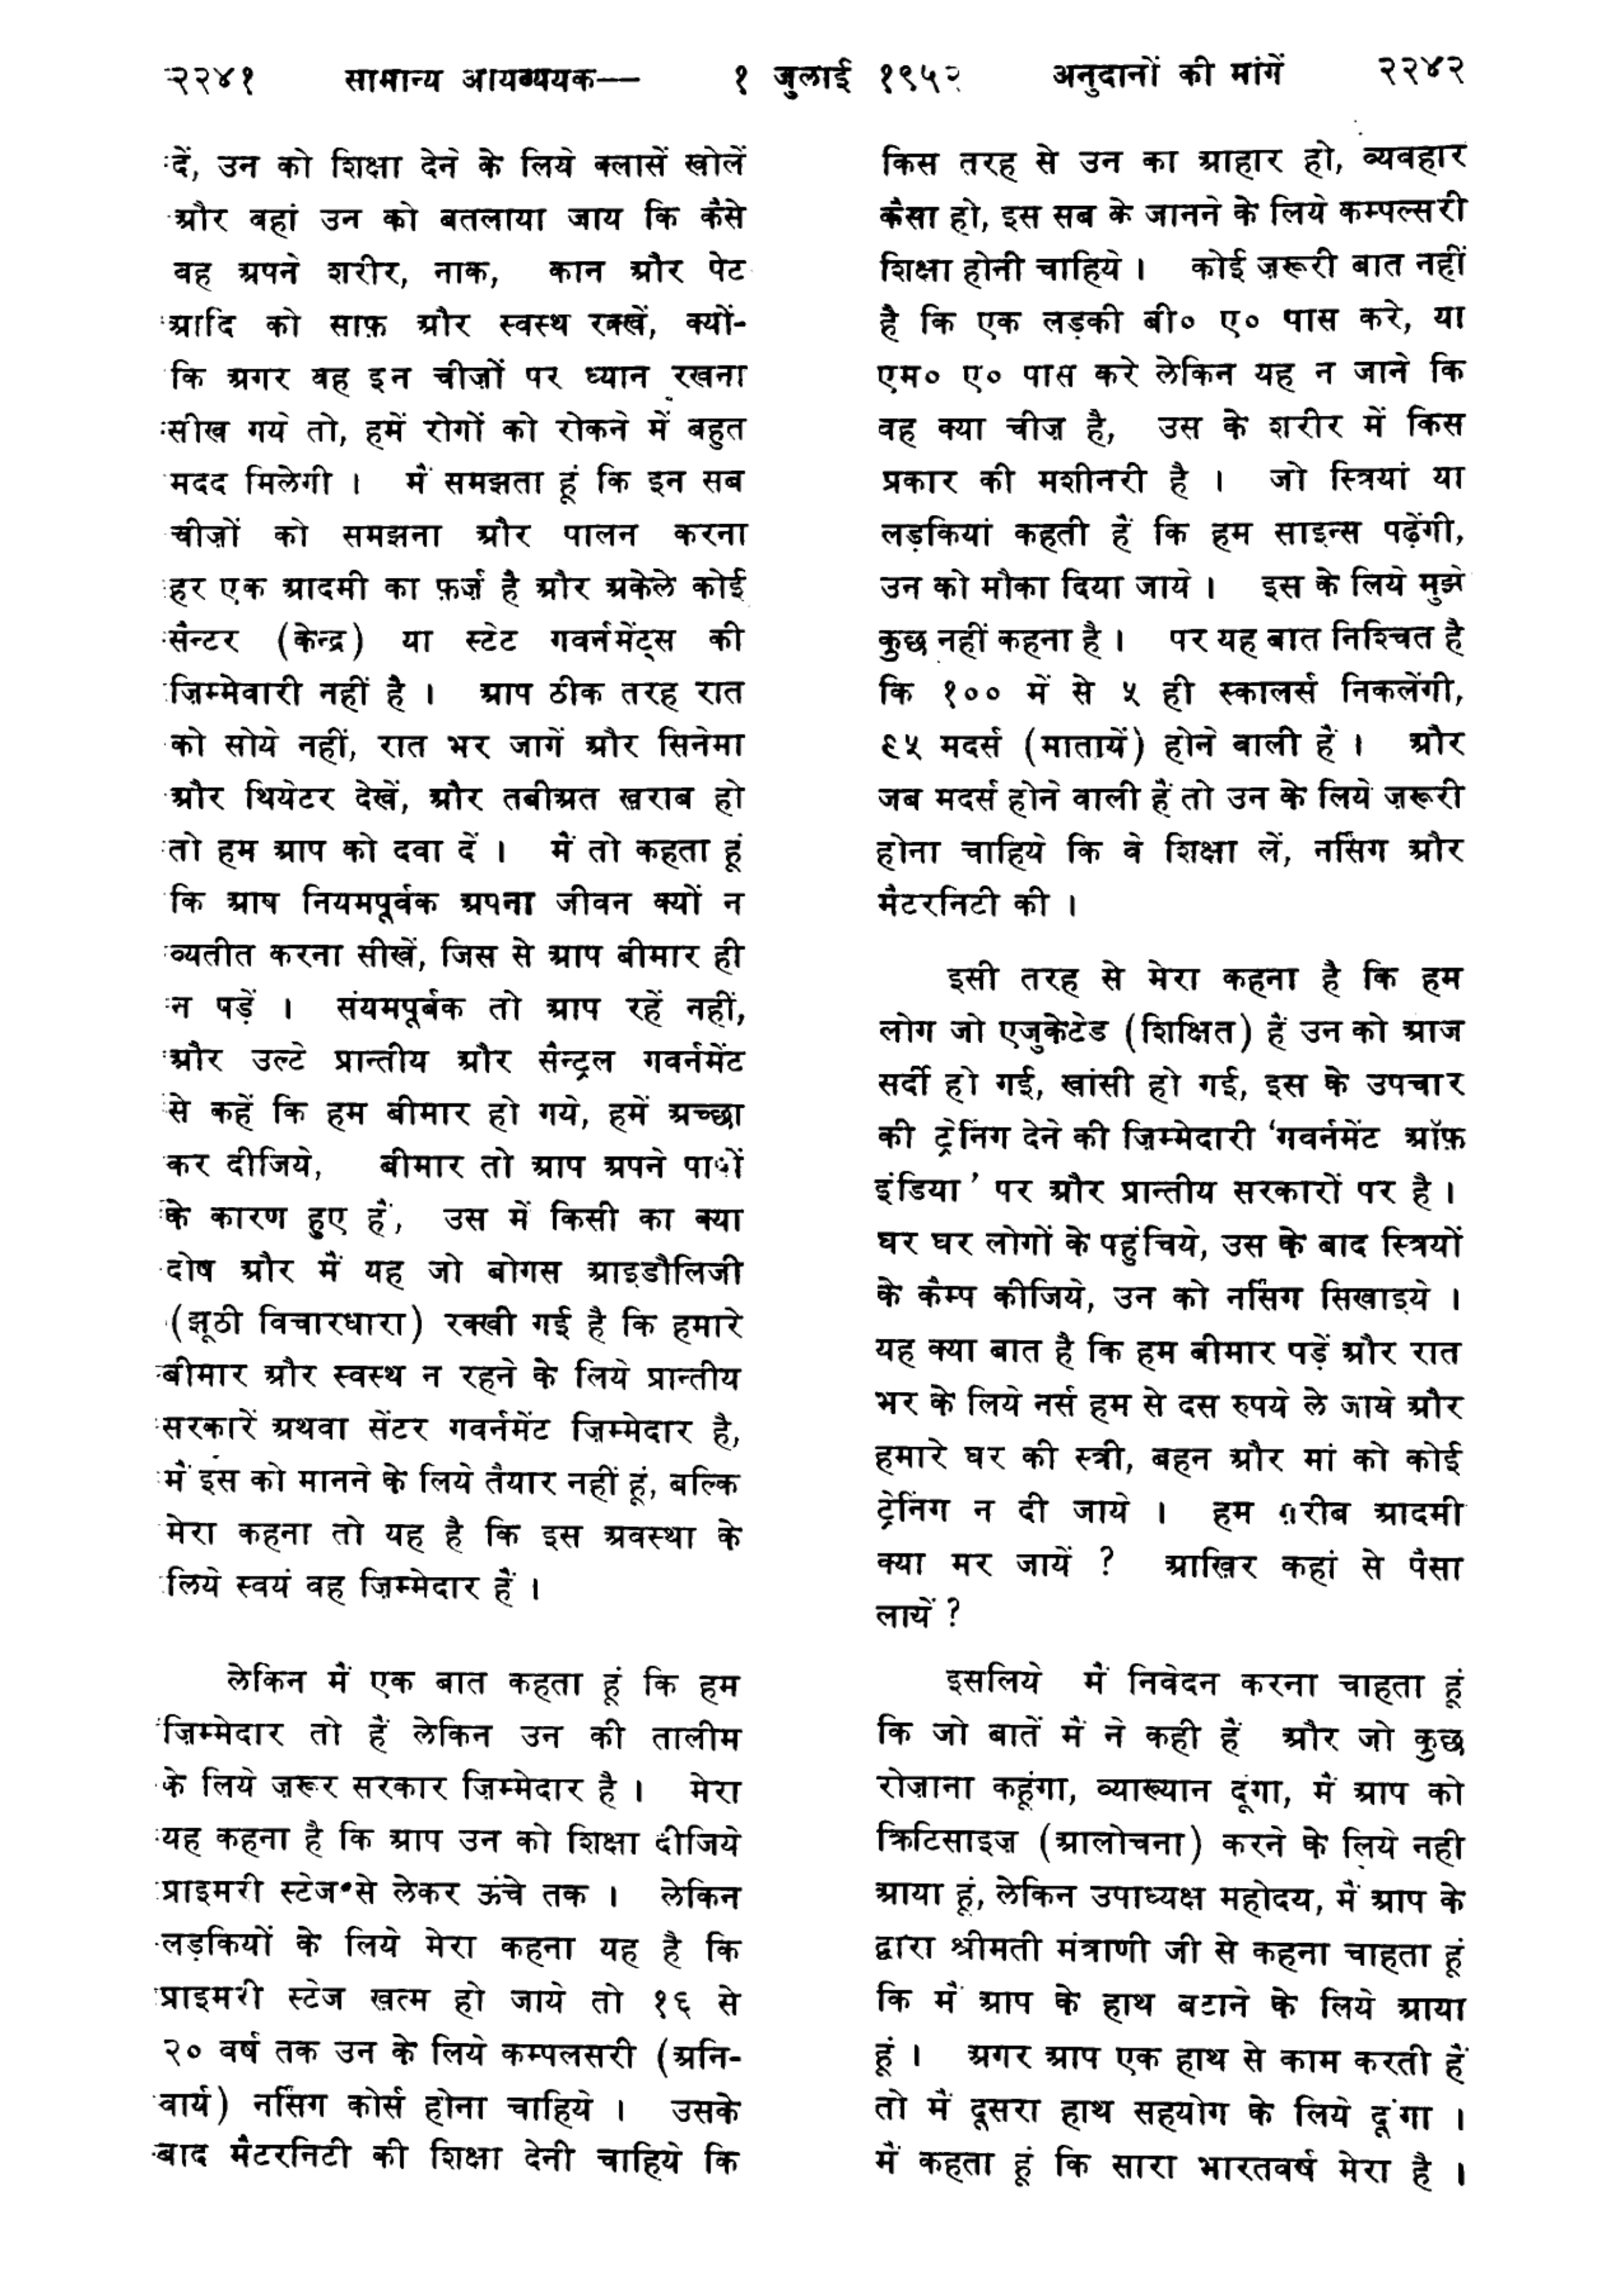 २२४१ सामान्य आयव्ययक— १ जुलाई १९५२ अनुदानों की मांगें २२४२
दें, उन को शिक्षा देने के लिये क्लासें खोलें
और वहां उन को बतलाया जाय कि कैसे
वह अपने शरीर, नाक, कान और पेट
आदि को साफ़ और स्वस्थ रक्खें, क्यों-
कि अगर वह इन चीज़ों पर ध्यान रखना
सीख गये तो, हमें रोगों को रोकने में बहुत
मदद मिलेगी । मैं समझता हूं कि इन सब
चीज़ों को समझना और पालन करना
हर एक आदमी का फ़र्ज़ है और अकेले कोई
सैन्टर (केन्द्र) या स्टेट गवर्नमेंट्स की
ज़िम्मेवारी नहीं है । आप ठीक तरह रात
को सोये नहीं, रात भर जागें और सिनेमा
और थियेटर देखें, और तबीअत ख़राब हो
तो हम आप को दवा दें । मैं तो कहता हूं
कि आप नियमपूर्वक अपना जीवन क्यों न
व्यतीत करना सीखें, जिस से आप बीमार ही
न पड़ें । संयमपूर्बक तो आप रहें नहीं,
और उल्टे प्रान्तीय और सैन्ट्रल गवर्नमेंट
से कहें कि हम बीमार हो गये, हमें अच्छा
कर दीजिये, बीमार तो आप अपने
के कारण हुए हैं, उस में किसी का क्या
दोष और मैं यह जो बोगस आइडौलिजी
(झूठी विचारधारा) रक्खी गई है कि हमारे
बीमार और स्वस्थ न रहने के लिये प्रान्तीय
सरकारें अथवा सेंटर गवर्नमेंट ज़िम्मेदार है,
मैं इस को मानने के लिये तैयार नहीं हूं, बल्कि
मेरा कहना तो यह है कि इस अवस्था के
लिये स्वयं वह ज़िम्मेदार हैं ।
लेकिन मैं एक बात कहता हूं कि हम
ज़िम्मेदार तो हैं लेकिन उन की तालीम
के लिये ज़रूर सरकार ज़िम्मेदार है । मेरा
यह कहना है कि आप उन को शिक्षा दीजिये
प्राइमरी स्टेज से लेकर ऊंचे तक । लेकिन
लड़कियों के लिये मेरा कहना यह है कि
प्राइमरी स्टेज खत्म हो जाये तो १६ से
२० वर्ष तक उन के लिये कम्पलसरी (अनि-
वार्य) नर्सिंग कोर्स होना चाहिये । उसके
बाद मैटरनिटी की शिक्षा देनी चाहिये कि
किस तरह से उन का आहार हो, व्यवहार
कैसा हो, इस सब के जानने के लिये कम्पल्सरी
शिक्षा होनी चाहिये । कोई ज़रूरी बात नहीं
है कि एक लड़की बी० ए० पास करे, या
एम० ए० पास करे लेकिन यह न जाने कि
वह क्या चीज़ है, उस के शरीर में किस
प्रकार की मशीनरी है । जो स्त्रियां या
लड़कियां कहती हैं कि हम साइन्स पढ़ेंगी,
उन को मौका दिया जाये । इस के लिये मुझे
कुछ नहीं कहना है । पर यह बात निश्चित है
कि १०० में से ५ ही स्कालर्स निकलेंगी,
९५ मदर्स (मातायें) होने वाली हैं । और
जब मदर्स होने वाली हैं तो उन के लिये ज़रूरी
होना चाहिये कि वे शिक्षा लें, नर्सिंग और
मैटरनिटी की ।
इसी तरह से मेरा कहना है कि हम
लोग जो एजुकेटेड (शिक्षित) हैं उन को आज
सर्दी हो गई, खांसी हो गई, इस के उपचार
की ट्रेनिंग देने की ज़िम्मेदारी 'गवर्नमेंट ऑफ़
इंडिया' पर और प्रान्तीय सरकारों पर है ।
घर घर लोगों के पहुंचिये, उस के बाद स्त्रियों
के कैम्प कीजिये, उन को नर्सिंग सिखाइये ।
यह क्या बात है कि हम बीमार पड़ें और रात
भर के लिये नर्स हम से दस रुपये ले जाये और
हमारे घर की स्त्री, बहन और मां को कोई
ट्रेनिंग न दी जाये । हम ग़रीब आदमी
क्या मर जायें ? आख़िर कहां से पैसा
लायें ?
इसलिये मैं निवेदन करना चाहता हूं
कि जो बातें मैं ने कही हैं और जो कुछ
रोज़ाना कहूंगा, व्याख्यान दूंगा, मैं आप को
क्रिटिसाइज़ (आलोचना) करने के लिये नही
आया हूं, लेकिन उपाध्यक्ष महोदय, मैं आप के
द्वारा श्रीमती मंत्राणी जी से कहना चाहता हूं
कि मैं आप के हाथ बटाने के लिये आया
हूं । अगर आप एक हाथ से काम करती हैं
तो मैं दूसरा हाथ सहयोग के लिये दूंगा ।
मैं कहता हूं कि सारा भारतवर्ष मेरा है ।